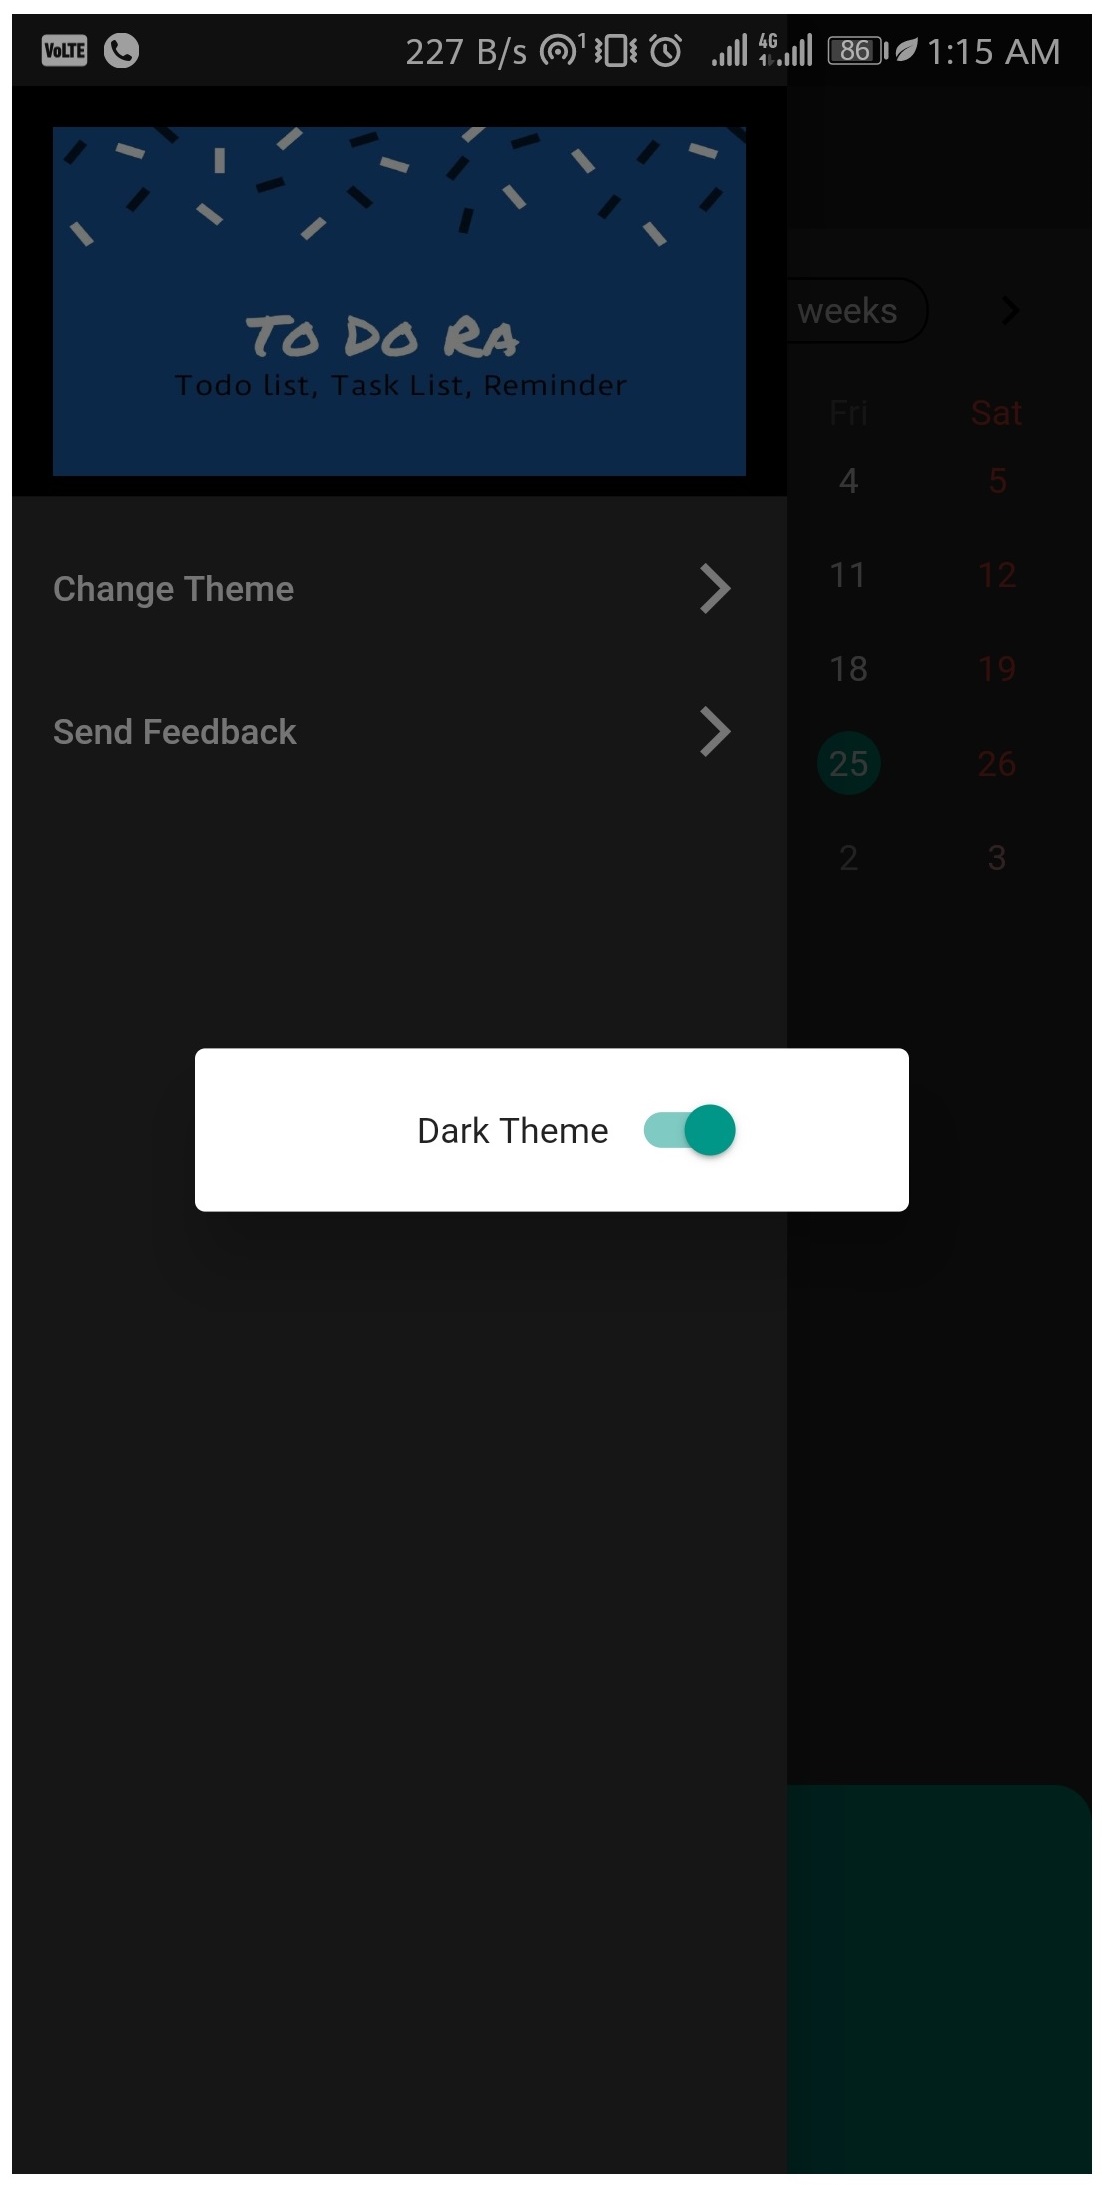 VoLTE 227 B/s 1 4G 86 1:15 AM
To Do Ra
Todo list, Task List, Reminder
weeks
Fri Sat
4 5
11 12
18 19
25 26
2 3
Change Theme
Send Feedback
Dark Theme